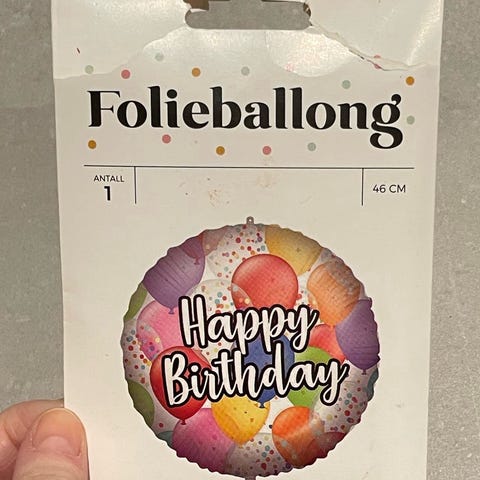 Folieballong
ANTALL
1
46 CM
Happy
Birthday